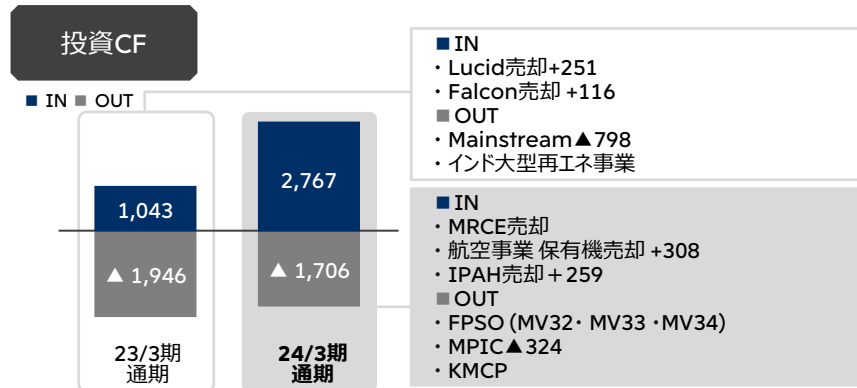 投資CF
■ IN ■ OUT
1,043
▲ 1,946
23/3期
通期
2,767
▲ 1,706
24/3期
通期
■ IN
・Lucid売却+251
・Falcon売却 +116
■ OUT
・Mainstream▲798
・インド大型再エネ事業
■ IN
・MRCE売却
・航空事業 保有機売却 +308
・IPAH売却＋259
■ OUT
・FPSO (MV32・ MV33 ・MV34)
・MPIC▲324
・KMCP